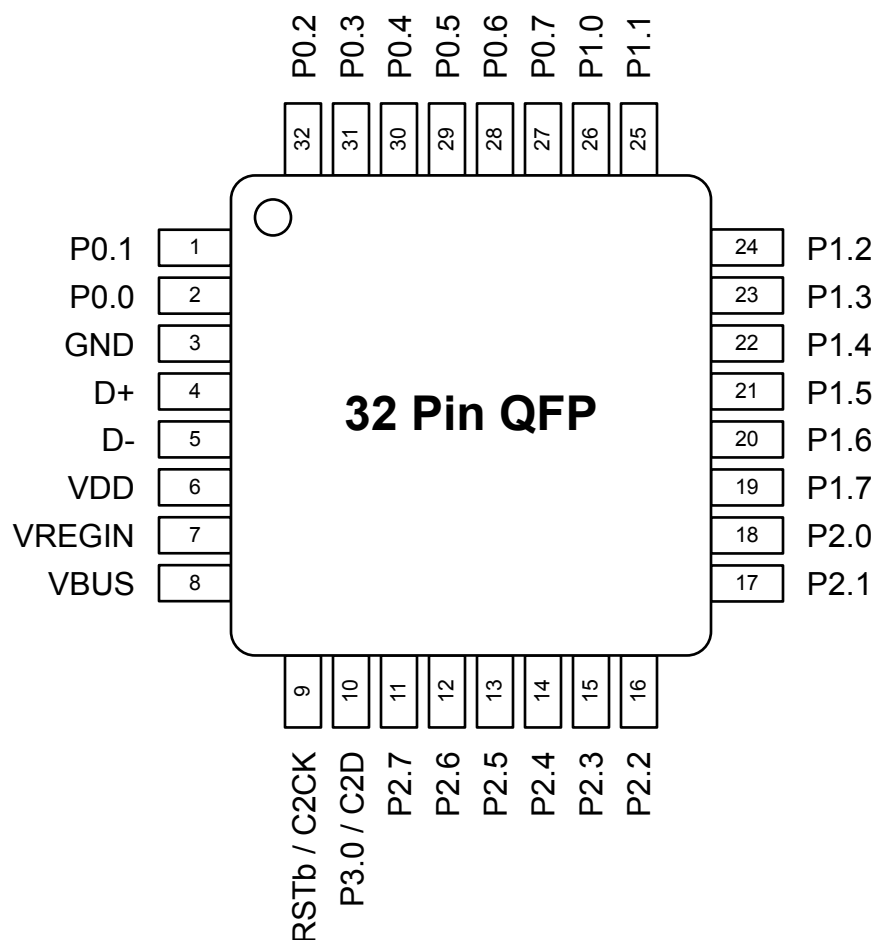 P0.2
P0.3
P0.4
P0.5
P0.6
P0.7
P1.0
P1.1
32
31
30
29
28
27
26
25
P0.1 1
P0.0 2
GND 3
D+ 4
D- 5
VDD 6
VREGIN 7
VBUS 8
32 Pin QFP
24 P1.2
23 P1.3
22 P1.4
21 P1.5
20 P1.6
19 P1.7
18 P2.0
17 P2.1
9
10
11
12
13
14
15
16
RSTb / C2CK
P3.0 / C2D
P2.7
P2.6
P2.5
P2.4
P2.3
P2.2